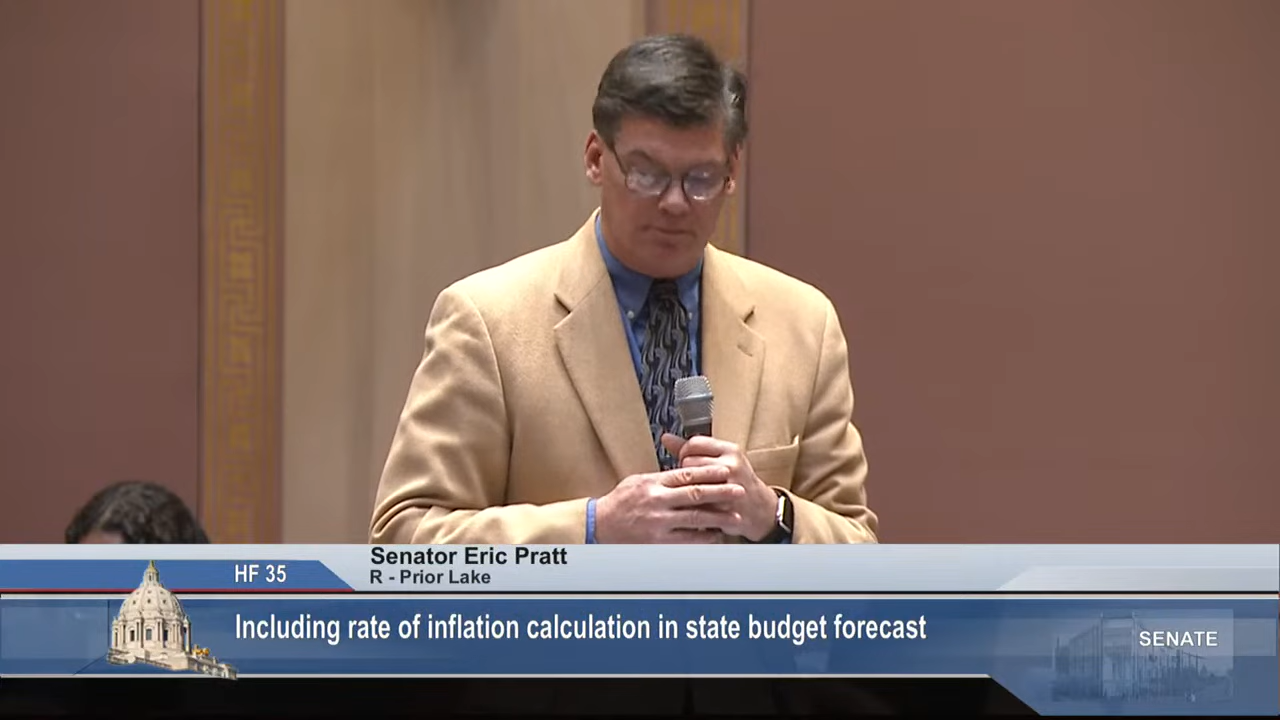 Senator Eric Pratt
HF 35
R - Prior Lake
Including rate of inflation calculation in state budget forecast
SENATE